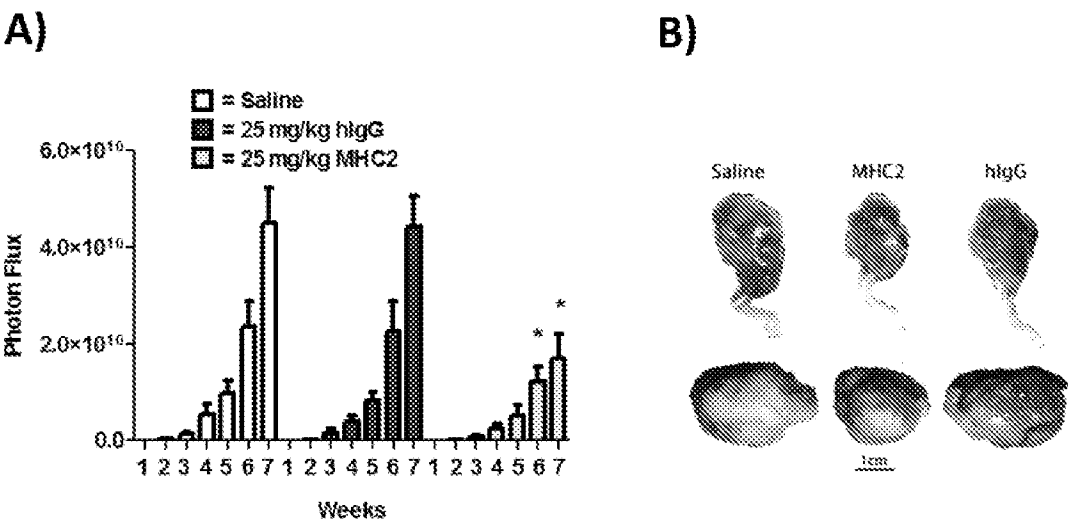 A)
= Saline
= 25 mg/kg hIgG
= 25 mg/kg MHC2
6.0×10¹⁰
4.0×10¹⁰
2.0×10¹⁰
0.0
Photon Flux
* *
1 2 3 4 5 6 7 1 2 3 4 5 6 7 1 2 3 4 5 6 7
Weeks
B)
Saline MHC2 hIgG
1cm